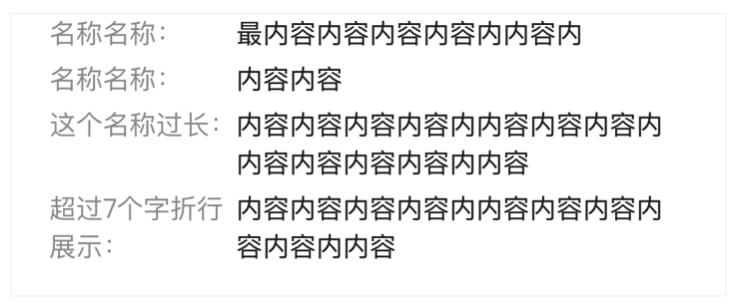 名称名称： 最内容内容内容内容内内容内
名称名称： 内容内容
这个名称过长： 内容内容内容内容内内容内容内容内
内容内容内容内容内内容
超过7个字折行 内容内容内容内容内内容内容内容内
展示： 容内容内内容